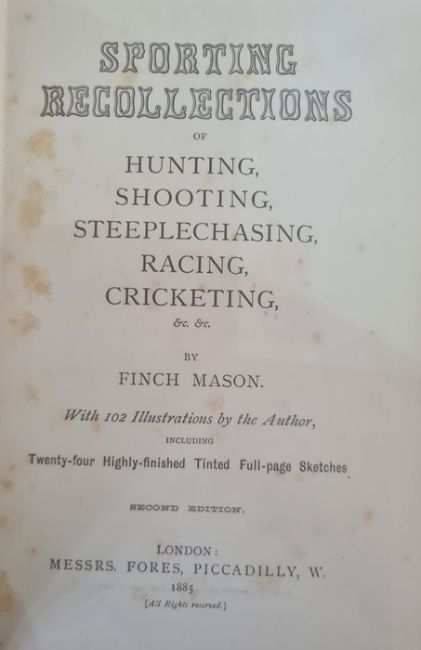 SPORTING
RECOLLECTIONS
OF
HUNTING,
SHOOTING,
STEEPLECHASING,
RACING,
CRICKETING,
&c. &c.
BY
FINCH MASON.
With 102 Illustrations by the Author,
INCLUDING
Twenty-four Highly-finished Tinted Full-page Sketches
SECOND EDITION.
LONDON:
MESSRS. FORES, PICCADILLY, W.
1885
[All Rights reserved.]